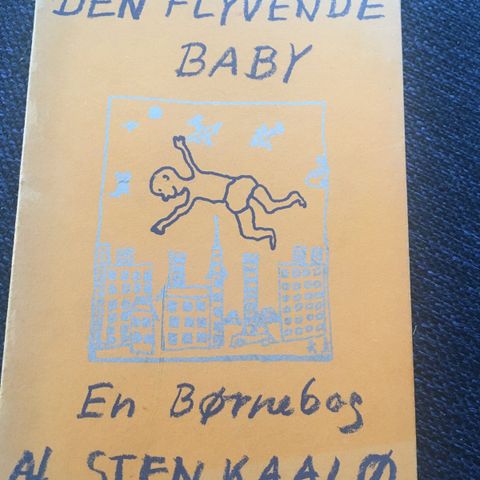 DEN FLYVENDE
BABY
En Børnebog
Af STEN KAALØ